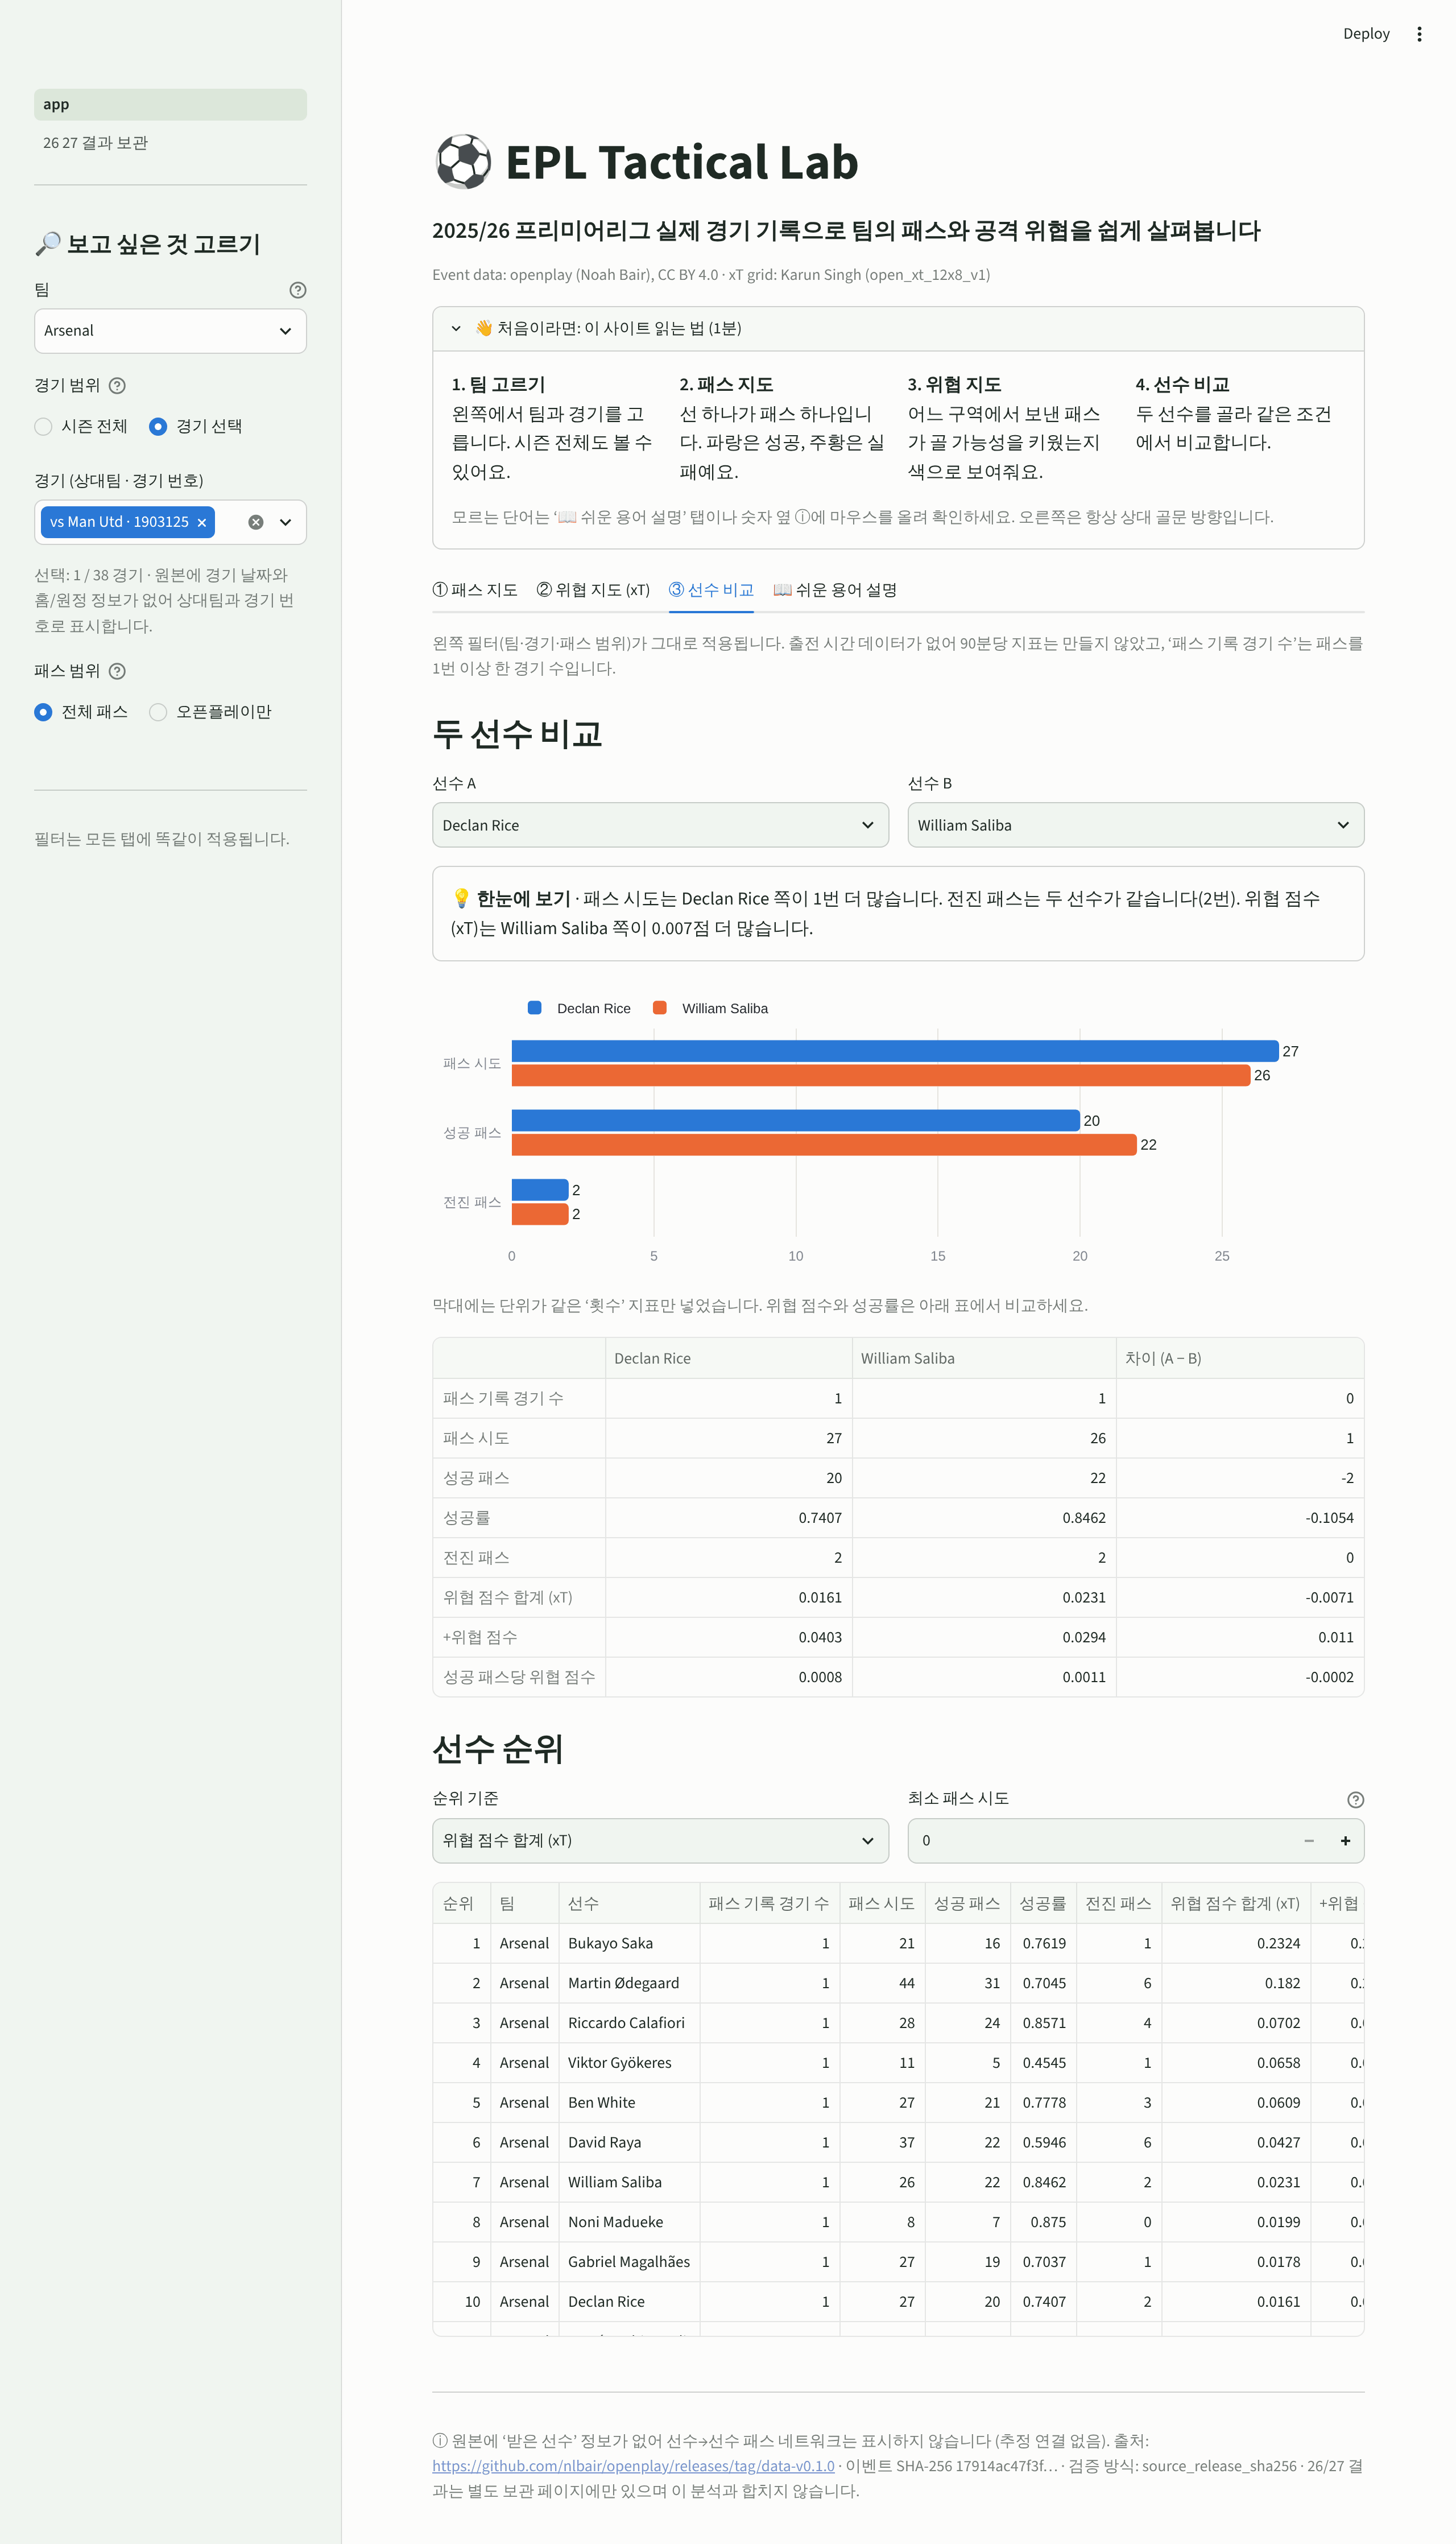 Deploy
app
26 27 결과 보관
🔎 보고 싶은 것 고르기
팀
Arsenal
경기 범위
시즌 전체 경기 선택
경기 (상대팀 · 경기 번호)
vs Man Utd · 1903125
선택: 1 / 38 경기 · 원본에 경기 날짜와
홈/원정 정보가 없어 상대팀과 경기 번
호로 표시합니다.
패스 범위
전체 패스 오픈플레이만
필터는 모든 탭에 똑같이 적용됩니다.
⚽ EPL Tactical Lab
2025/26 프리미어리그 실제 경기 기록으로 팀의 패스와 공격 위협을 쉽게 살펴봅니다
Event data: openplay (Noah Bair), CC BY 4.0 · xT grid: Karun Singh (open_xt_12x8_v1)
👋 처음이라면: 이 사이트 읽는 법 (1분)
1. 팀 고르기
왼쪽에서 팀과 경기를 고
릅니다. 시즌 전체도 볼 수
있어요.
2. 패스 지도
선 하나가 패스 하나입니
다. 파랑은 성공, 주황은 실
패예요.
3. 위협 지도
어느 구역에서 보낸 패스
가 골 가능성을 키웠는지
색으로 보여줘요.
4. 선수 비교
두 선수를 골라 같은 조건
에서 비교합니다.
모르는 단어는 ‘📖 쉬운 용어 설명’ 탭이나 숫자 옆 ⓘ에 마우스를 올려 확인하세요. 오른쪽은 항상 상대 골문 방향입니다.
① 패스 지도 ② 위협 지도 (xT) ③ 선수 비교 📖 쉬운 용어 설명
왼쪽 필터(팀·경기·패스 범위)가 그대로 적용됩니다. 출전 시간 데이터가 없어 90분당 지표는 만들지 않았고, ‘패스 기록 경기 수’는 패스를
1번 이상 한 경기 수입니다.
두 선수 비교
선수 A 선수 B
Declan Rice William Saliba
💡 한눈에 보기 · 패스 시도는 Declan Rice 쪽이 1번 더 많습니다. 전진 패스는 두 선수가 같습니다(2번). 위협 점수
(xT)는 William Saliba 쪽이 0.007점 더 많습니다.
Declan Rice William Saliba
패스 시도 27
26
성공 패스 20
22
전진 패스 2
2
0 5 10 15 20 25
막대에는 단위가 같은 ‘횟수’ 지표만 넣었습니다. 위협 점수와 성공률은 아래 표에서 비교하세요.
Declan Rice William Saliba 차이 (A − B)
패스 기록 경기 수 1 1 0
패스 시도 27 26 1
성공 패스 20 22 -2
성공률 0.7407 0.8462 -0.1054
전진 패스 2 2 0
위협 점수 합계 (xT) 0.0161 0.0231 -0.0071
+위협 점수 0.0403 0.0294 0.011
성공 패스당 위협 점수 0.0008 0.0011 -0.0002
선수 순위
순위 기준 최소 패스 시도
위협 점수 합계 (xT) 0
순위 팀 선수 패스 기록 경기 수 패스 시도 성공 패스 성공률 전진 패스 위협 점수 합계 (xT) +위협
1 Arsenal Bukayo Saka 1 21 16 0.7619 1 0.2324
2 Arsenal Martin Ødegaard 1 44 31 0.7045 6 0.182
3 Arsenal Riccardo Calafiori 1 28 24 0.8571 4 0.0702
4 Arsenal Viktor Gyökeres 1 11 5 0.4545 1 0.0658
5 Arsenal Ben White 1 27 21 0.7778 3 0.0609
6 Arsenal David Raya 1 37 22 0.5946 6 0.0427
7 Arsenal William Saliba 1 26 22 0.8462 2 0.0231
8 Arsenal Noni Madueke 1 8 7 0.875 0 0.0199
9 Arsenal Gabriel Magalhães 1 27 19 0.7037 1 0.0178
10 Arsenal Declan Rice 1 27 20 0.7407 2 0.0161
ⓘ 원본에 ‘받은 선수’ 정보가 없어 선수→선수 패스 네트워크는 표시하지 않습니다 (추정 연결 없음). 출처:
https://github.com/nlbair/openplay/releases/tag/data-v0.1.0 · 이벤트 SHA-256 17914ac47f3f… · 검증 방식: source_release_sha256 · 26/27 결
과는 별도 보관 페이지에만 있으며 이 분석과 합치지 않습니다.